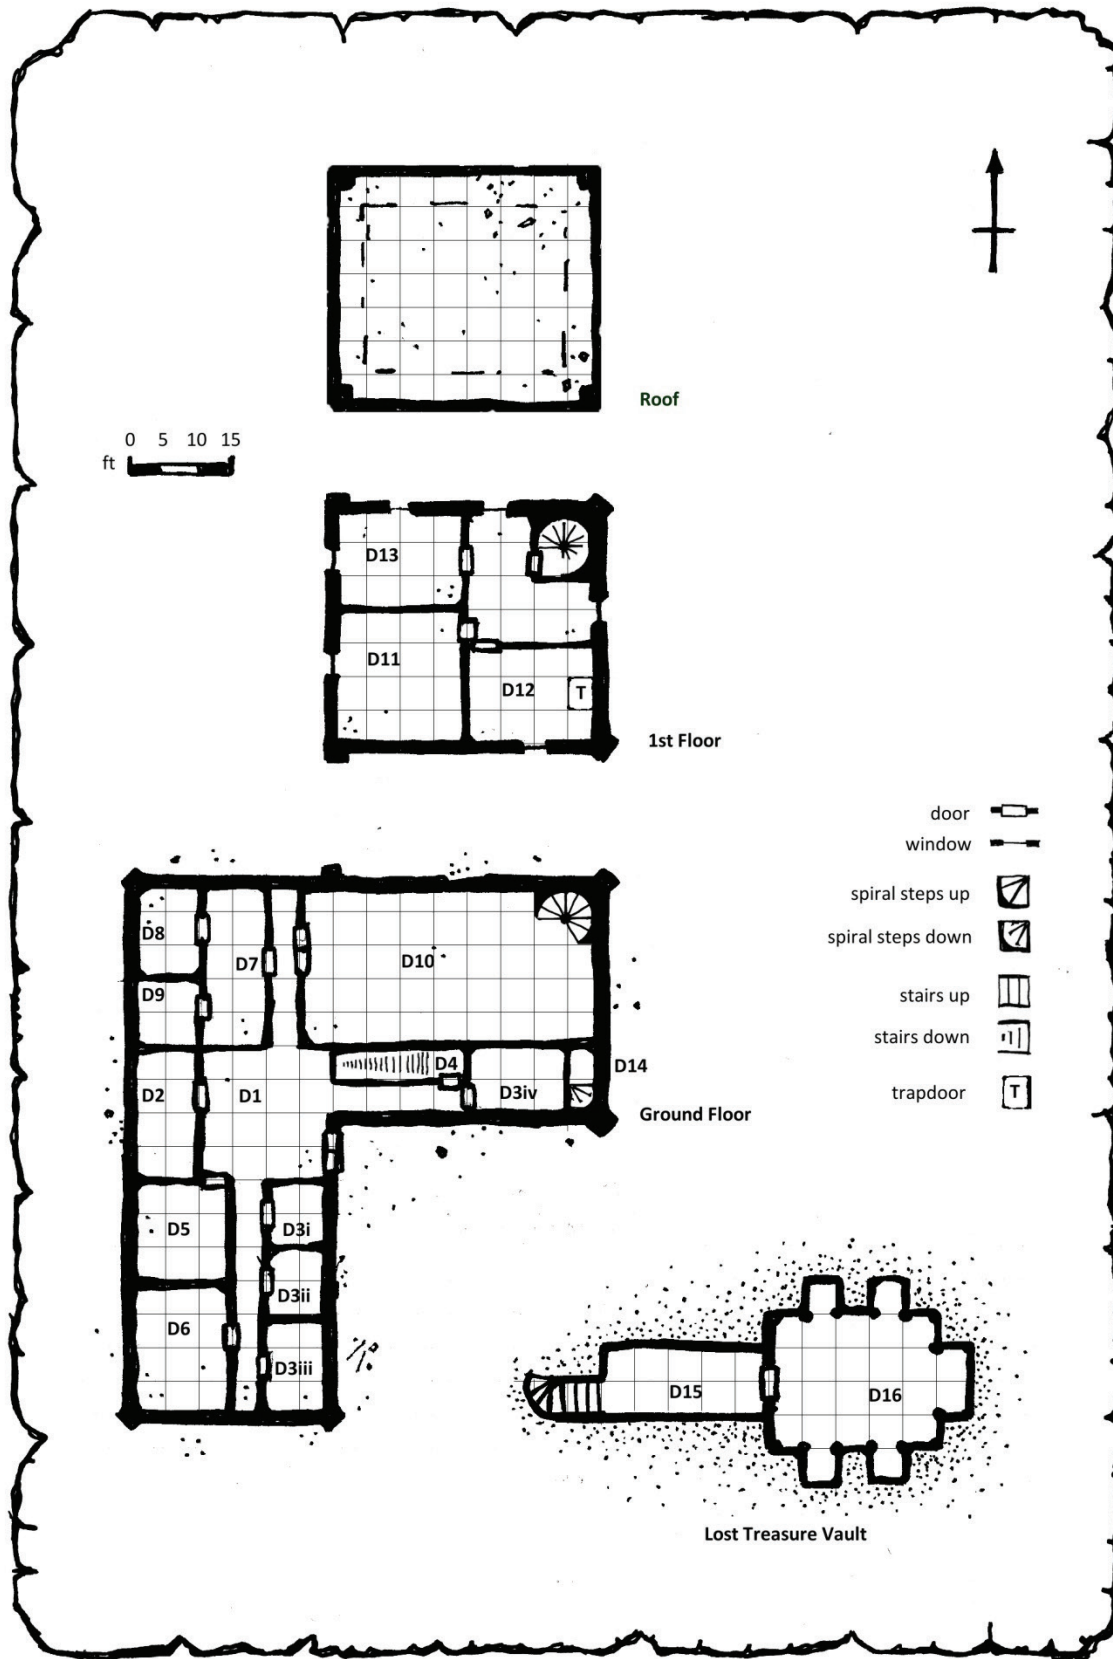 Roof
0 5 10 15
ft
D13
D11
D12
T
1st Floor
door
window
spiral steps up
spiral steps down
stairs up
stairs down
trapdoor
T
D8
D7
D10
D9
D4
D14
D2
D1
D3iv
Ground Floor
D5
D3i
D3ii
D6
D3iii
D15
D16
Lost Treasure Vault